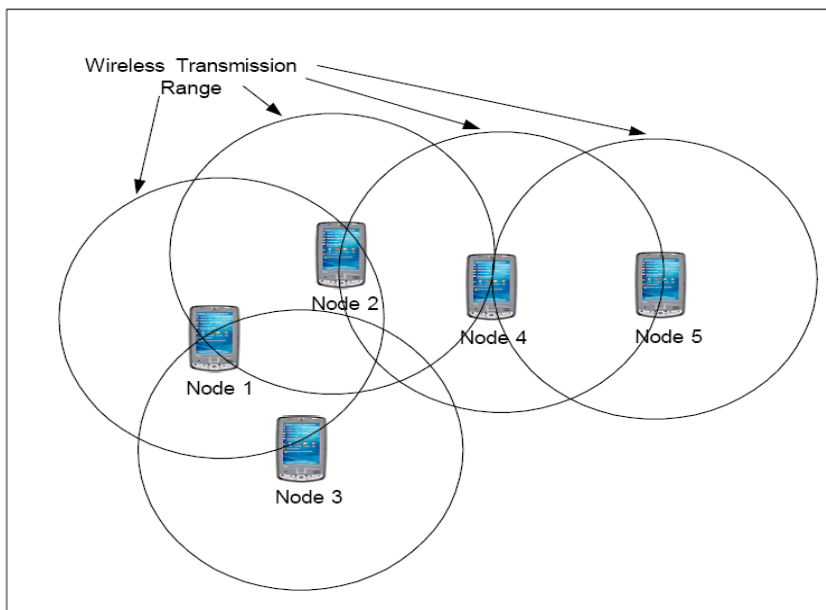 Wireless Transmission
Range
Node 2
Node 4
Node 5
Node 1
Node 3